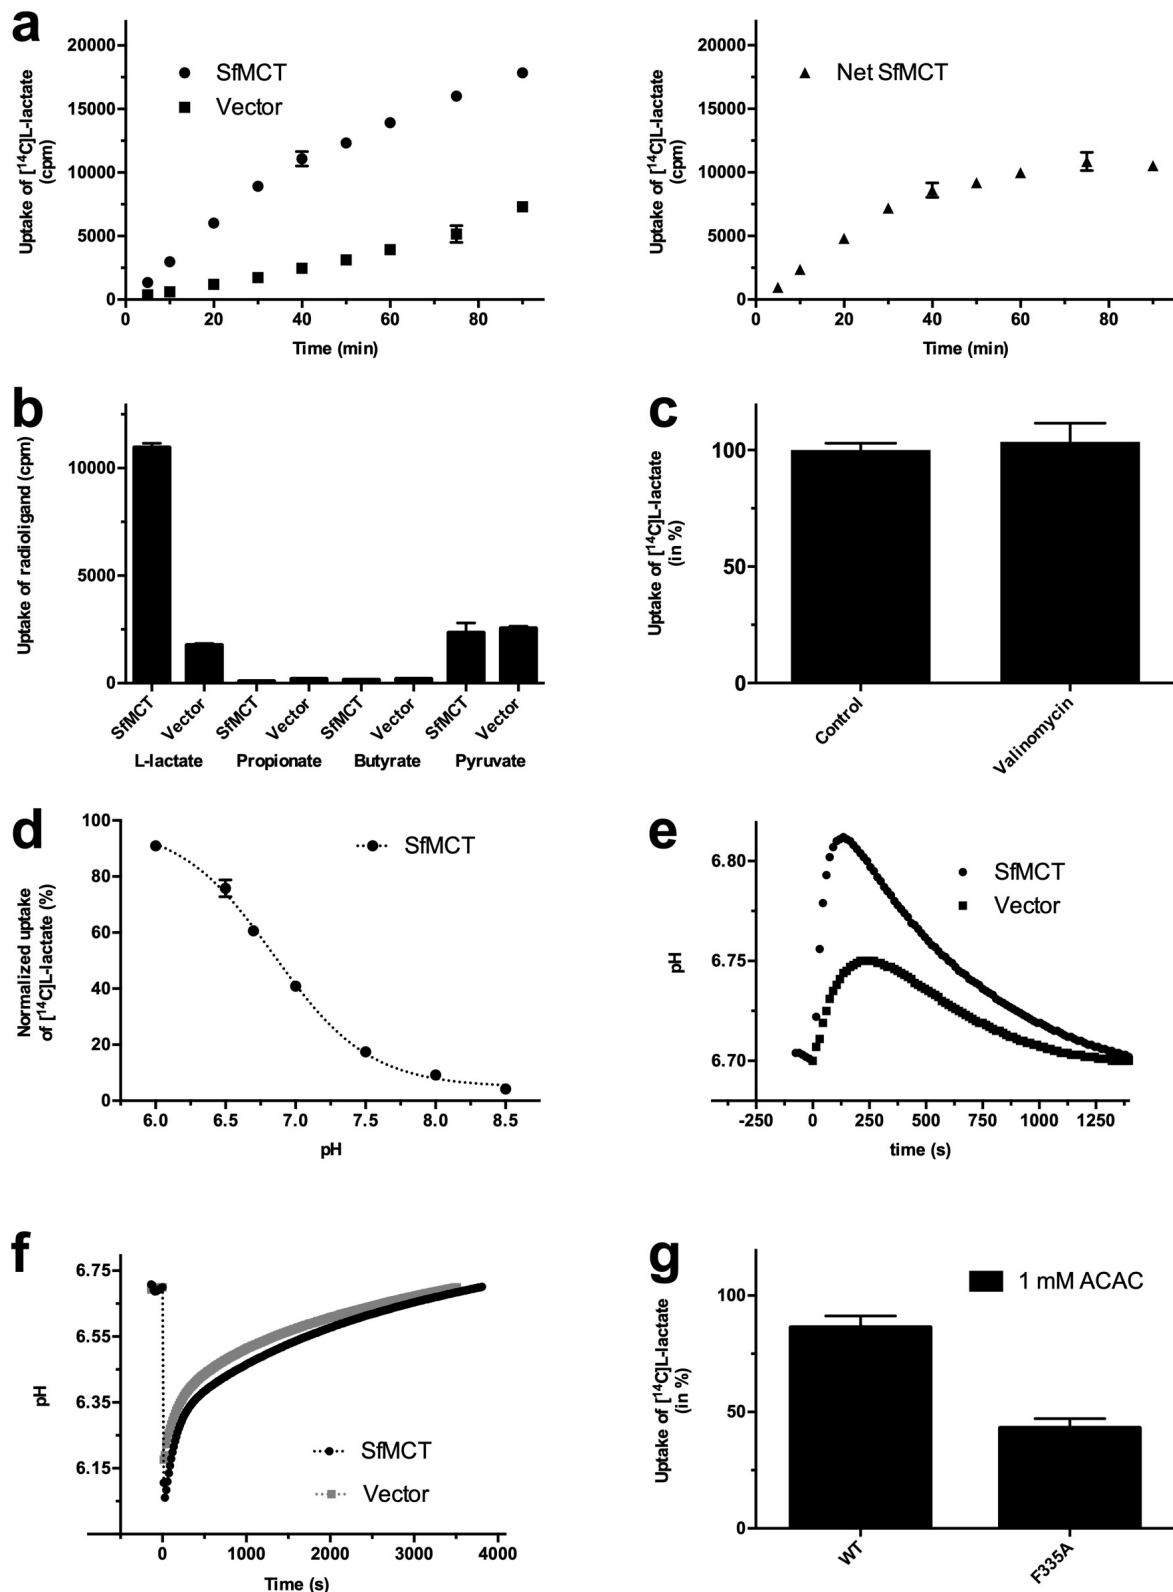 a
Uptake of [14C]L-lactate
(cpm)
20000
15000
10000
5000
0
SfMCT
Vector
0 20 40 60 80
Time (min)
Uptake of [14C]L-lactate
(cpm)
20000
15000
10000
5000
0
Net SfMCT
0 20 40 60 80
Time (min)
b
Uptake of radioligand (cpm)
10000
5000
0
SfMCT Vector SfMCT Vector SfMCT Vector SfMCT Vector
L-lactate Propionate Butyrate Pyruvate
c
Uptake of [14C]L-lactate
(in %)
100
50
0
Control Valinomycin
d
Normalized uptake
of [14C]L-lactate (%)
100
80
60
40
20
0
SfMCT
6.0 6.5 7.0 7.5 8.0 8.5
pH
e
pH
6.80
6.75
6.70
SfMCT
Vector
-250 0 250 500 750 1000 1250
time (s)
f
pH
6.75
6.55
6.35
6.15
SfMCT
Vector
0 1000 2000 3000 4000
Time (s)
g
Uptake of [14C]L-lactate
(in %)
100
50
0
1 mM ACAC
WT F335A